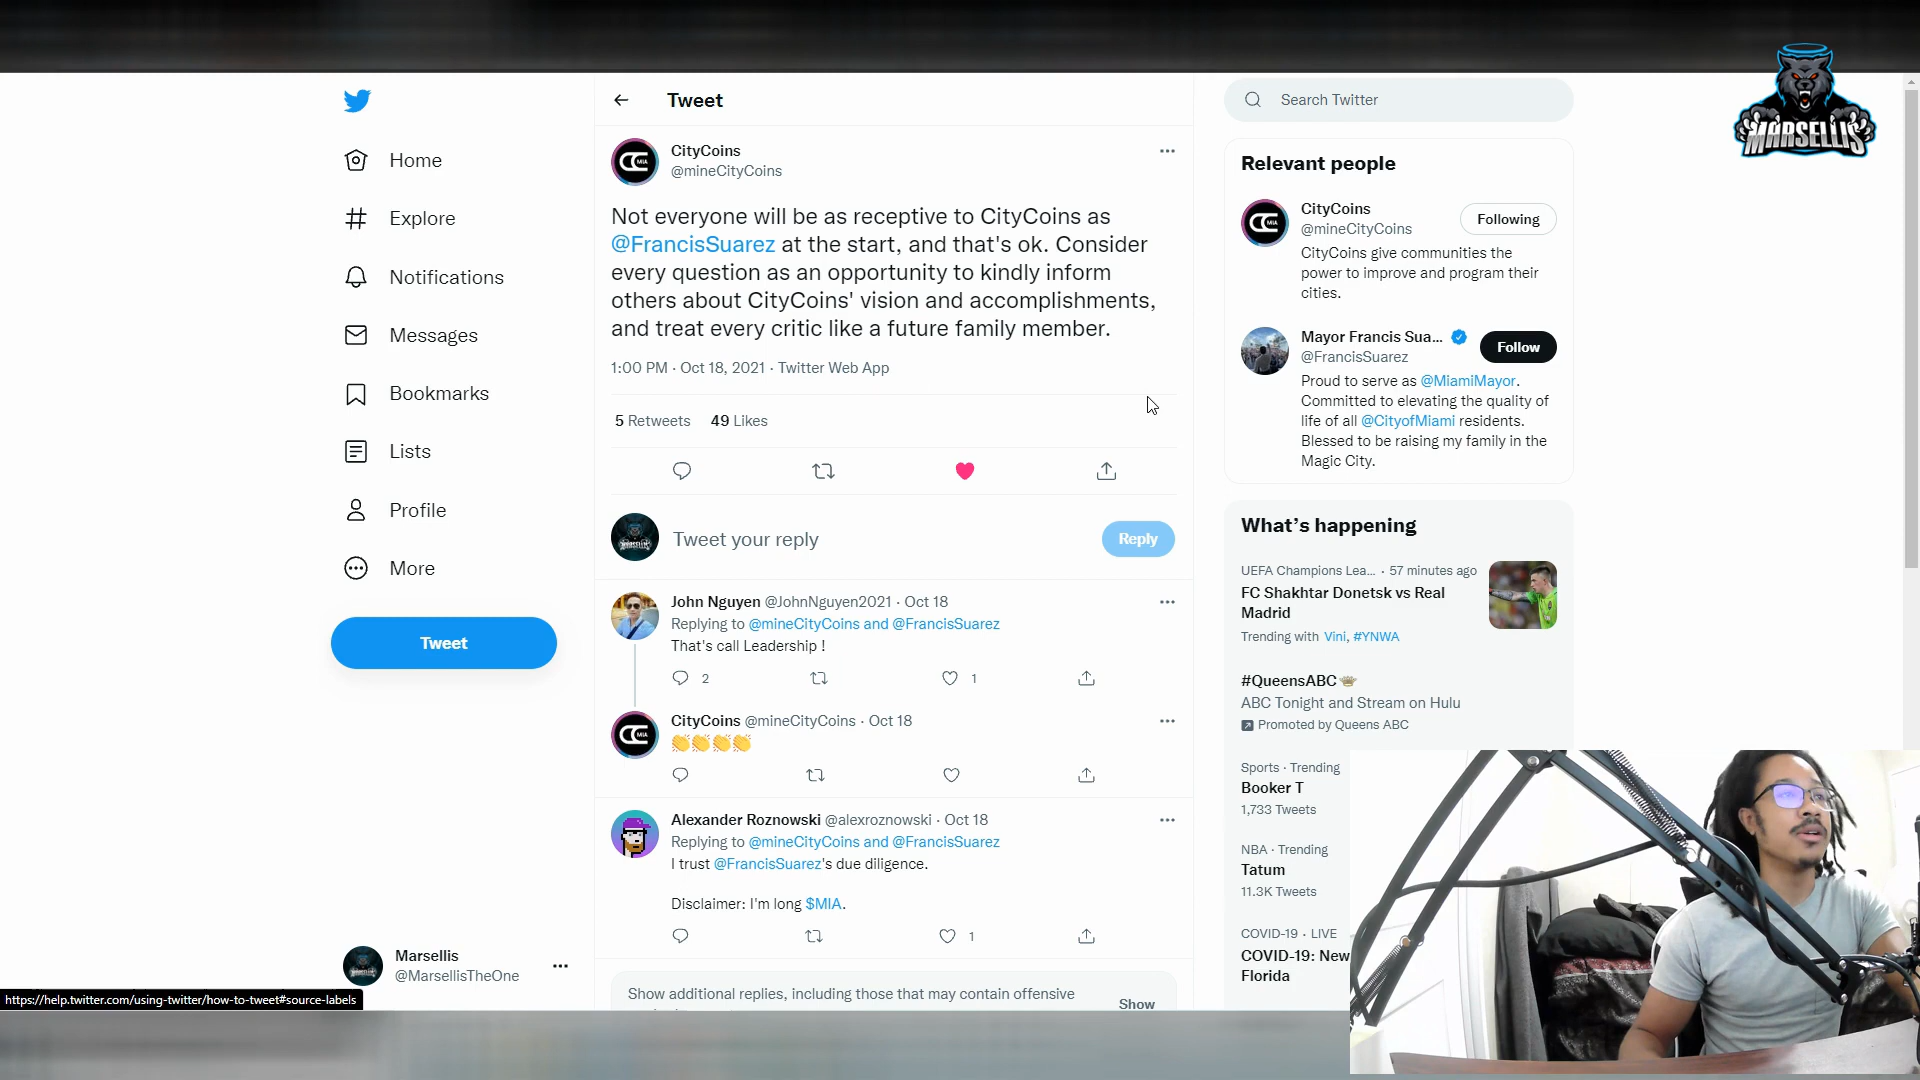 MARSELLIS
Home
Explore
Notifications
Messages
Bookmarks
Lists
Profile
More
Tweet
Marsellis
@MarsellisTheOne
https://help.twitter.com/using-twitter/how-to-tweet#source-labels
Tweet
CityCoins
@mineCityCoins
Not everyone will be as receptive to CityCoins as
@FrancisSuarez at the start, and that's ok. Consider
every question as an opportunity to kindly inform
others about CityCoins' vision and accomplishments,
and treat every critic like a future family member.
1:00 PM · Oct 18, 2021 · Twitter Web App
5 Retweets 49 Likes
Tweet your reply
Reply
John Nguyen @JohnNguyen2021 · Oct 18
Replying to @mineCityCoins and @FrancisSuarez
That's call Leadership !
2 1
CityCoins @mineCityCoins · Oct 18
👏👏👏👏
Alexander Roznowski @alexroznowski · Oct 18
Replying to @mineCityCoins and @FrancisSuarez
I trust @FrancisSuarez's due diligence.
Disclaimer: I'm long $MIA.
1
Show additional replies, including those that may contain offensive
Show
Search Twitter
Relevant people
CityCoins
@mineCityCoins
Following
CityCoins give communities the
power to improve and program their
cities.
Mayor Francis Sua...
@FrancisSuarez
Follow
Proud to serve as @MiamiMayor.
Committed to elevating the quality of
life of all @CityofMiami residents.
Blessed to be raising my family in the
Magic City.
What's happening
UEFA Champions Lea... · 57 minutes ago
FC Shakhtar Donetsk vs Real
Madrid
Trending with Vini, #YNWA
#QueensABC
ABC Tonight and Stream on Hulu
Promoted by Queens ABC
Sports · Trending
Booker T
1,733 Tweets
NBA · Trending
Tatum
11.3K Tweets
COVID-19 · LIVE
COVID-19: New
Florida